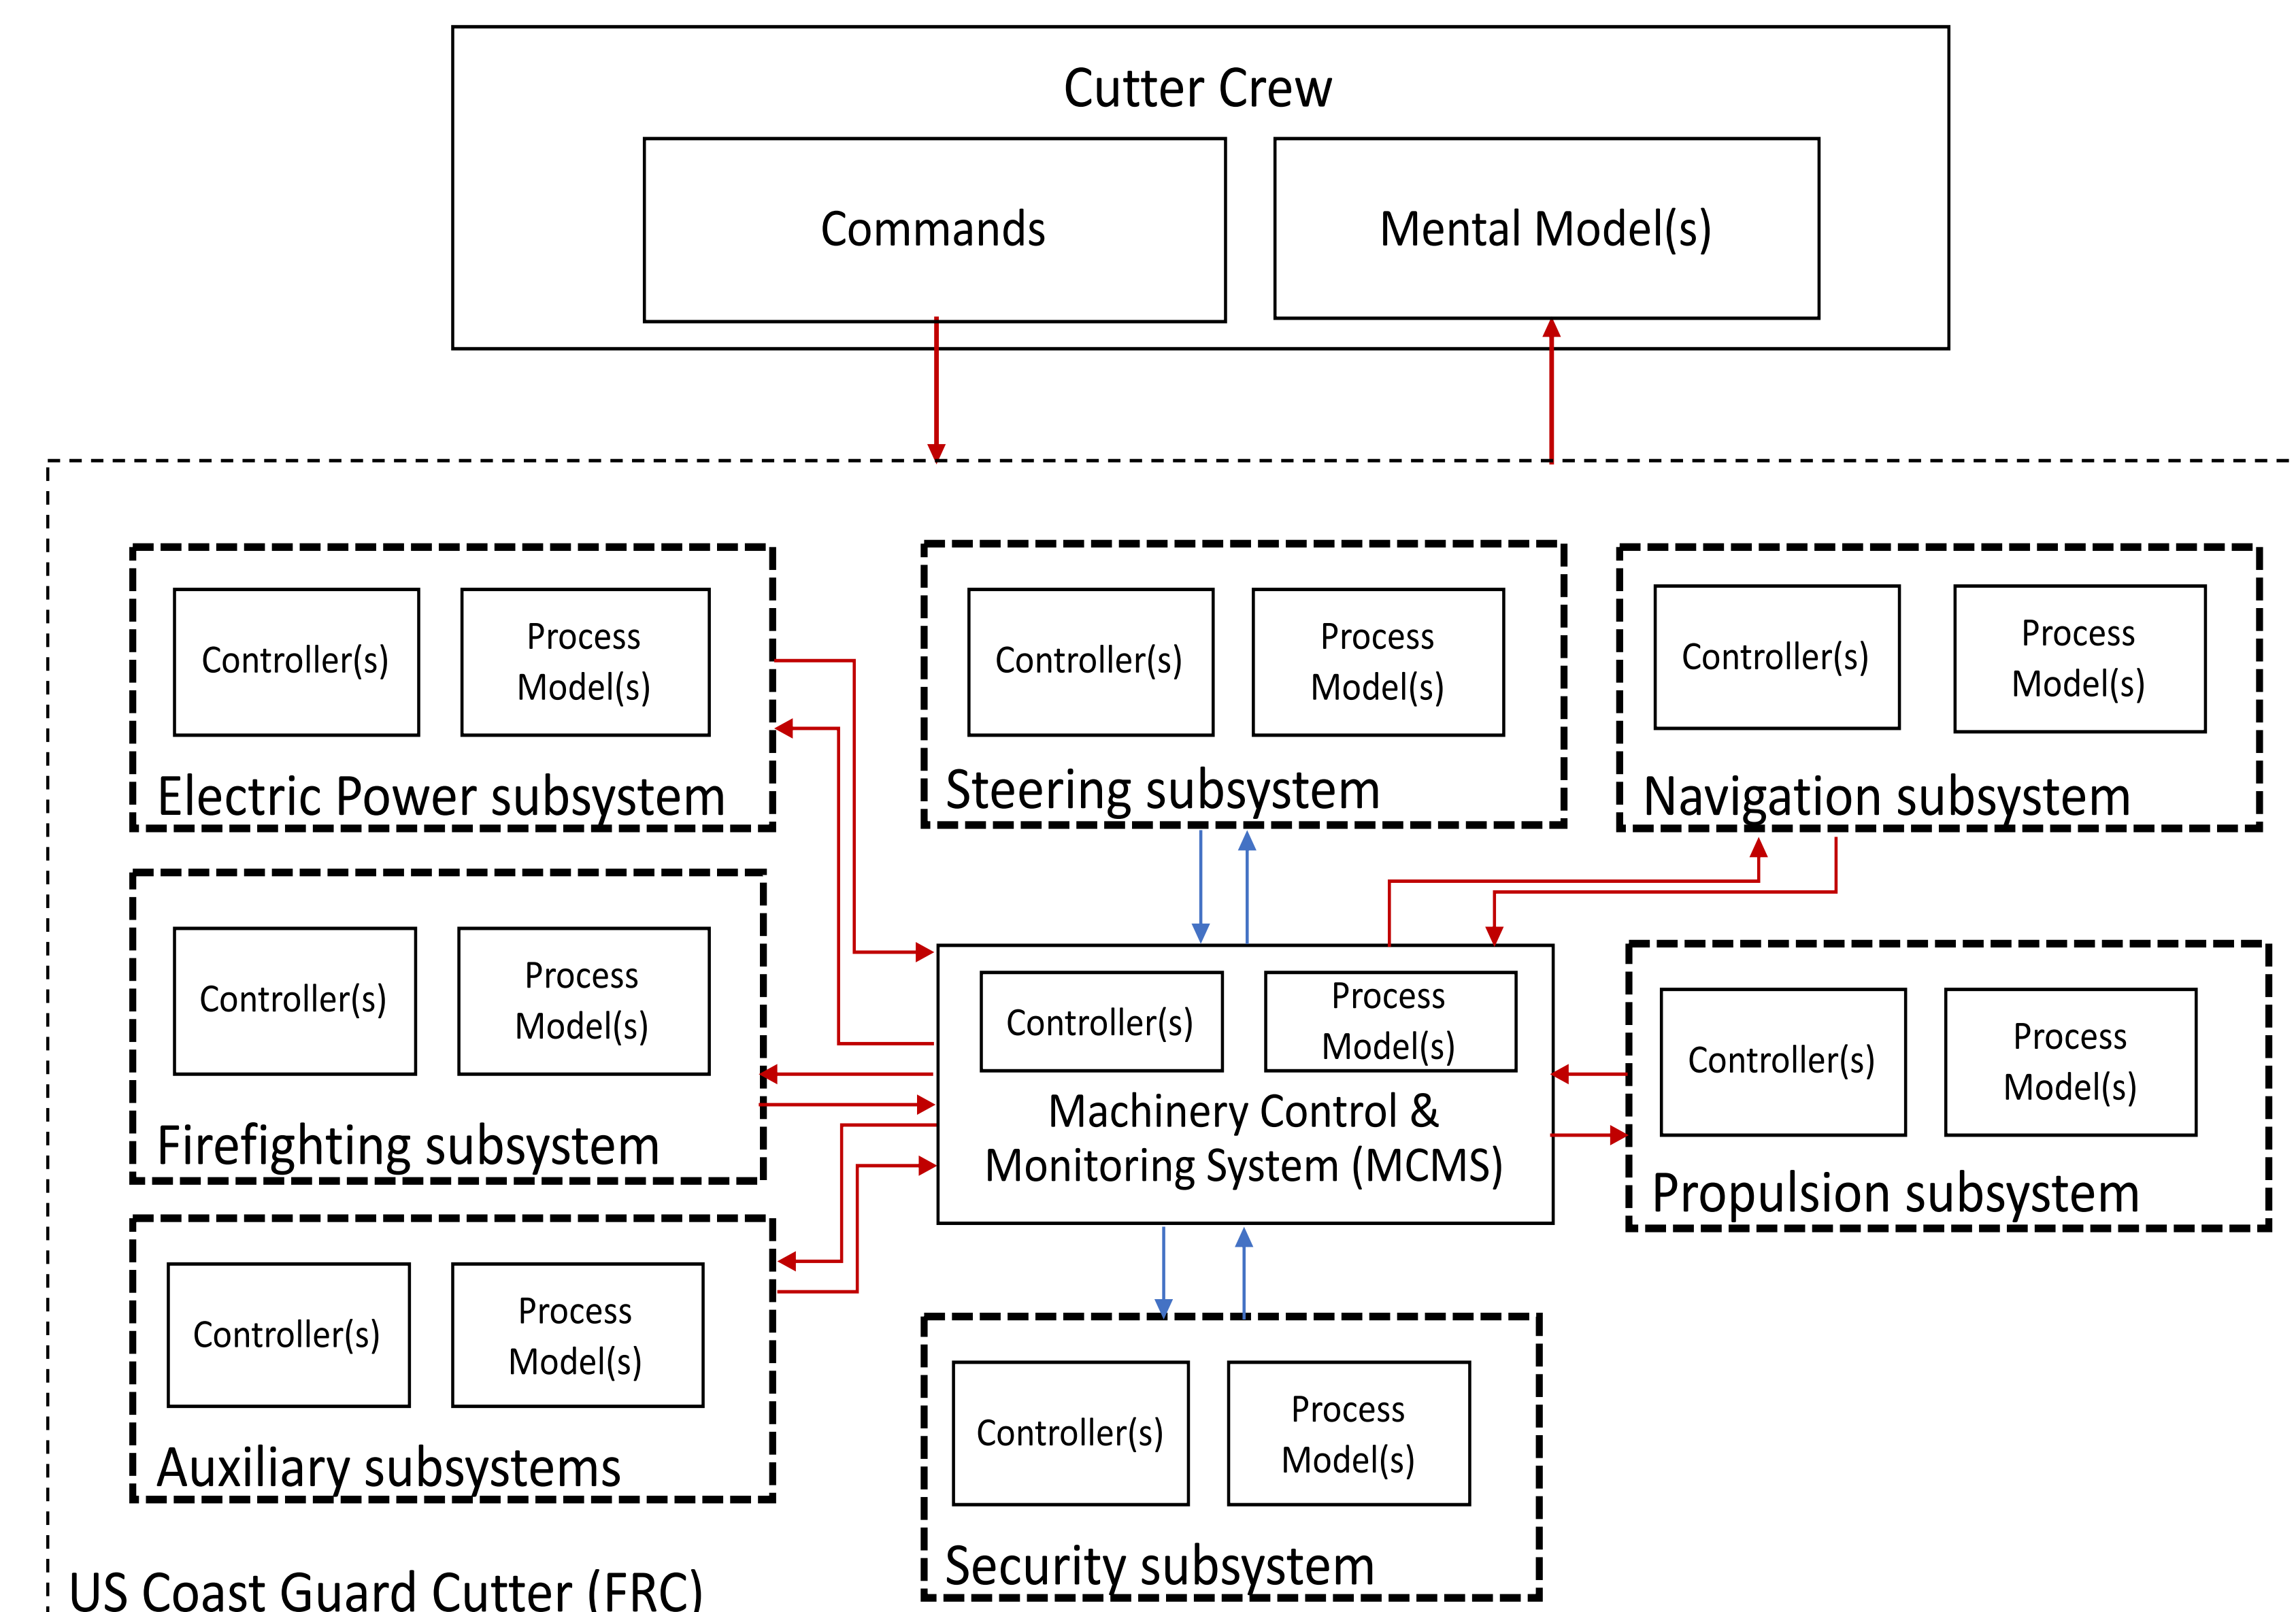 Cutter Crew
Commands
Mental Model(s)
Controller(s)
Process
Model(s)
Electric Power subsystem
Controller(s)
Process
Model(s)
Steering subsystem
Controller(s)
Process
Model(s)
Navigation subsystem
Controller(s)
Process
Model(s)
Firefighting subsystem
Controller(s)
Process
Model(s)
Machinery Control &
Monitoring System (MCMS)
Controller(s)
Process
Model(s)
Propulsion subsystem
Controller(s)
Process
Model(s)
Auxiliary subsystems
Controller(s)
Process
Model(s)
Security subsystem
US Coast Guard Cutter (FRC)